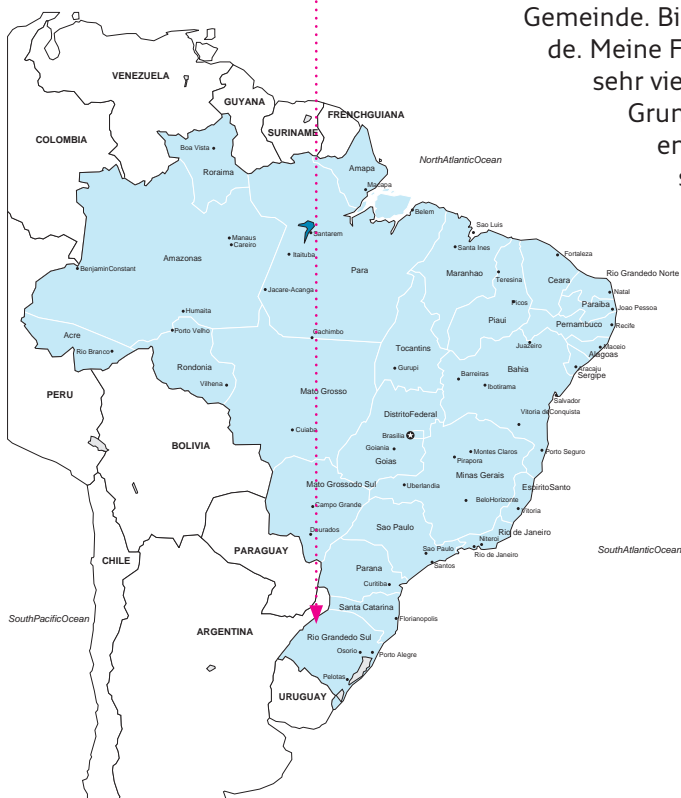 Gemeinde. Bi
de. Meine F
sehr vie
Grun
en
s
VENEZUELA
GUYANA
FRENCHGUIANA
SURINAME
COLOMBIA
Boa Vista
Roraima
Amapa
Macapa
NorthAtlanticOcean
Belem
Sao Luis
Manaus
Careiro
Santarem
Santa Ines
Itaituba
Fortaleza
Amazonas
BenjaminConstant
Para
Maranhao
Teresina
Ceara
Rio Grandedo Norte
Jacare-Acanga
Natal
Picos
Paraiba
Joao Pessoa
Humaita
Piaui
Pernambuco
Recife
Acre
Porto Velho
Cachimbo
Juazeiro
Maceio
Rio Branco
Tocantins
Alagoas
Rondonia
Gurupi
Bahia
Aracaju
Barreiras
Sergipe
Vilhena
Ibotirama
PERU
Mato Grosso
Salvador
DistritoFederal
Vitoria deConquista
Cuiaba
Brasilia
BOLIVIA
Goiania
Montes Claros
Porto Seguro
Goias
Pirapora
Minas Gerais
Mato Grossodo Sul
Uberlandia
EspiritoSanto
Campo Grande
BeloHorizonte
Vitoria
Sao Paulo
Dourados
Rio de Janeiro
Niteroi
PARAGUAY
Sao Paulo
Rio de Janeiro
SouthAtlanticOcean
CHILE
Santos
Parana
Curitiba
Santa Catarina
SouthPacificOcean
Florianopolis
ARGENTINA
Rio Grandedo Sul
Osorio
Porto Alegre
Pelotas
URUGUAY